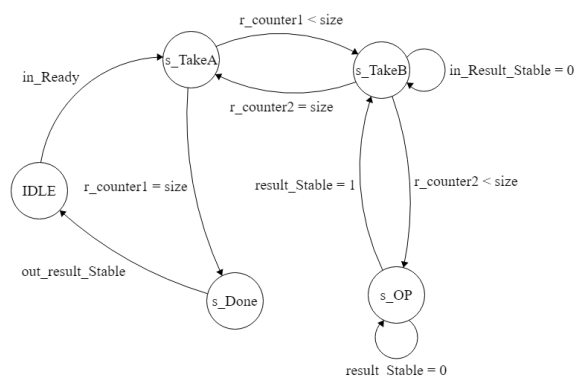 r_counter1 < size
s_TakeA
s_TakeB
in_Ready
in_Result_Stable = 0
r_counter2 = size
IDLE
r_counter1 = size
result_Stable = 1
r_counter2 < size
out_result_Stable
s_Done
s_OP
result_Stable = 0